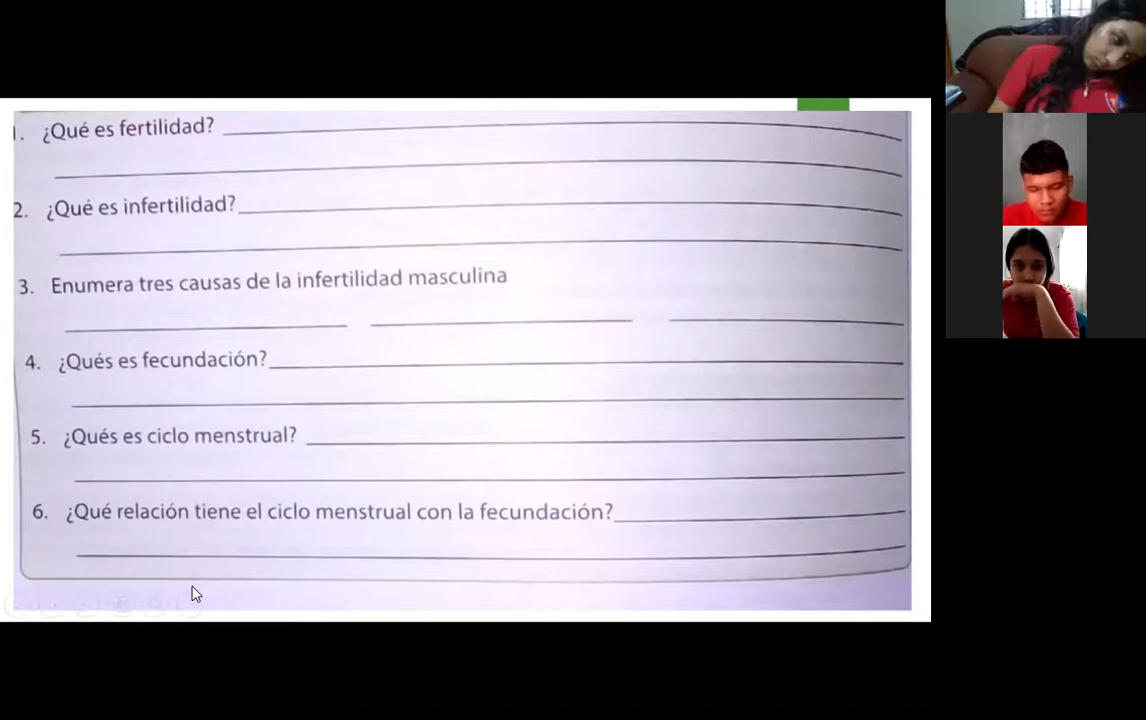 1. ¿Qué es fertilidad?
2. ¿Qué es infertilidad?
3. Enumera tres causas de la infertilidad masculina
4. ¿Qués es fecundación?
5. ¿Qués es ciclo menstrual?
6. ¿Qué relación tiene el ciclo menstrual con la fecundación?